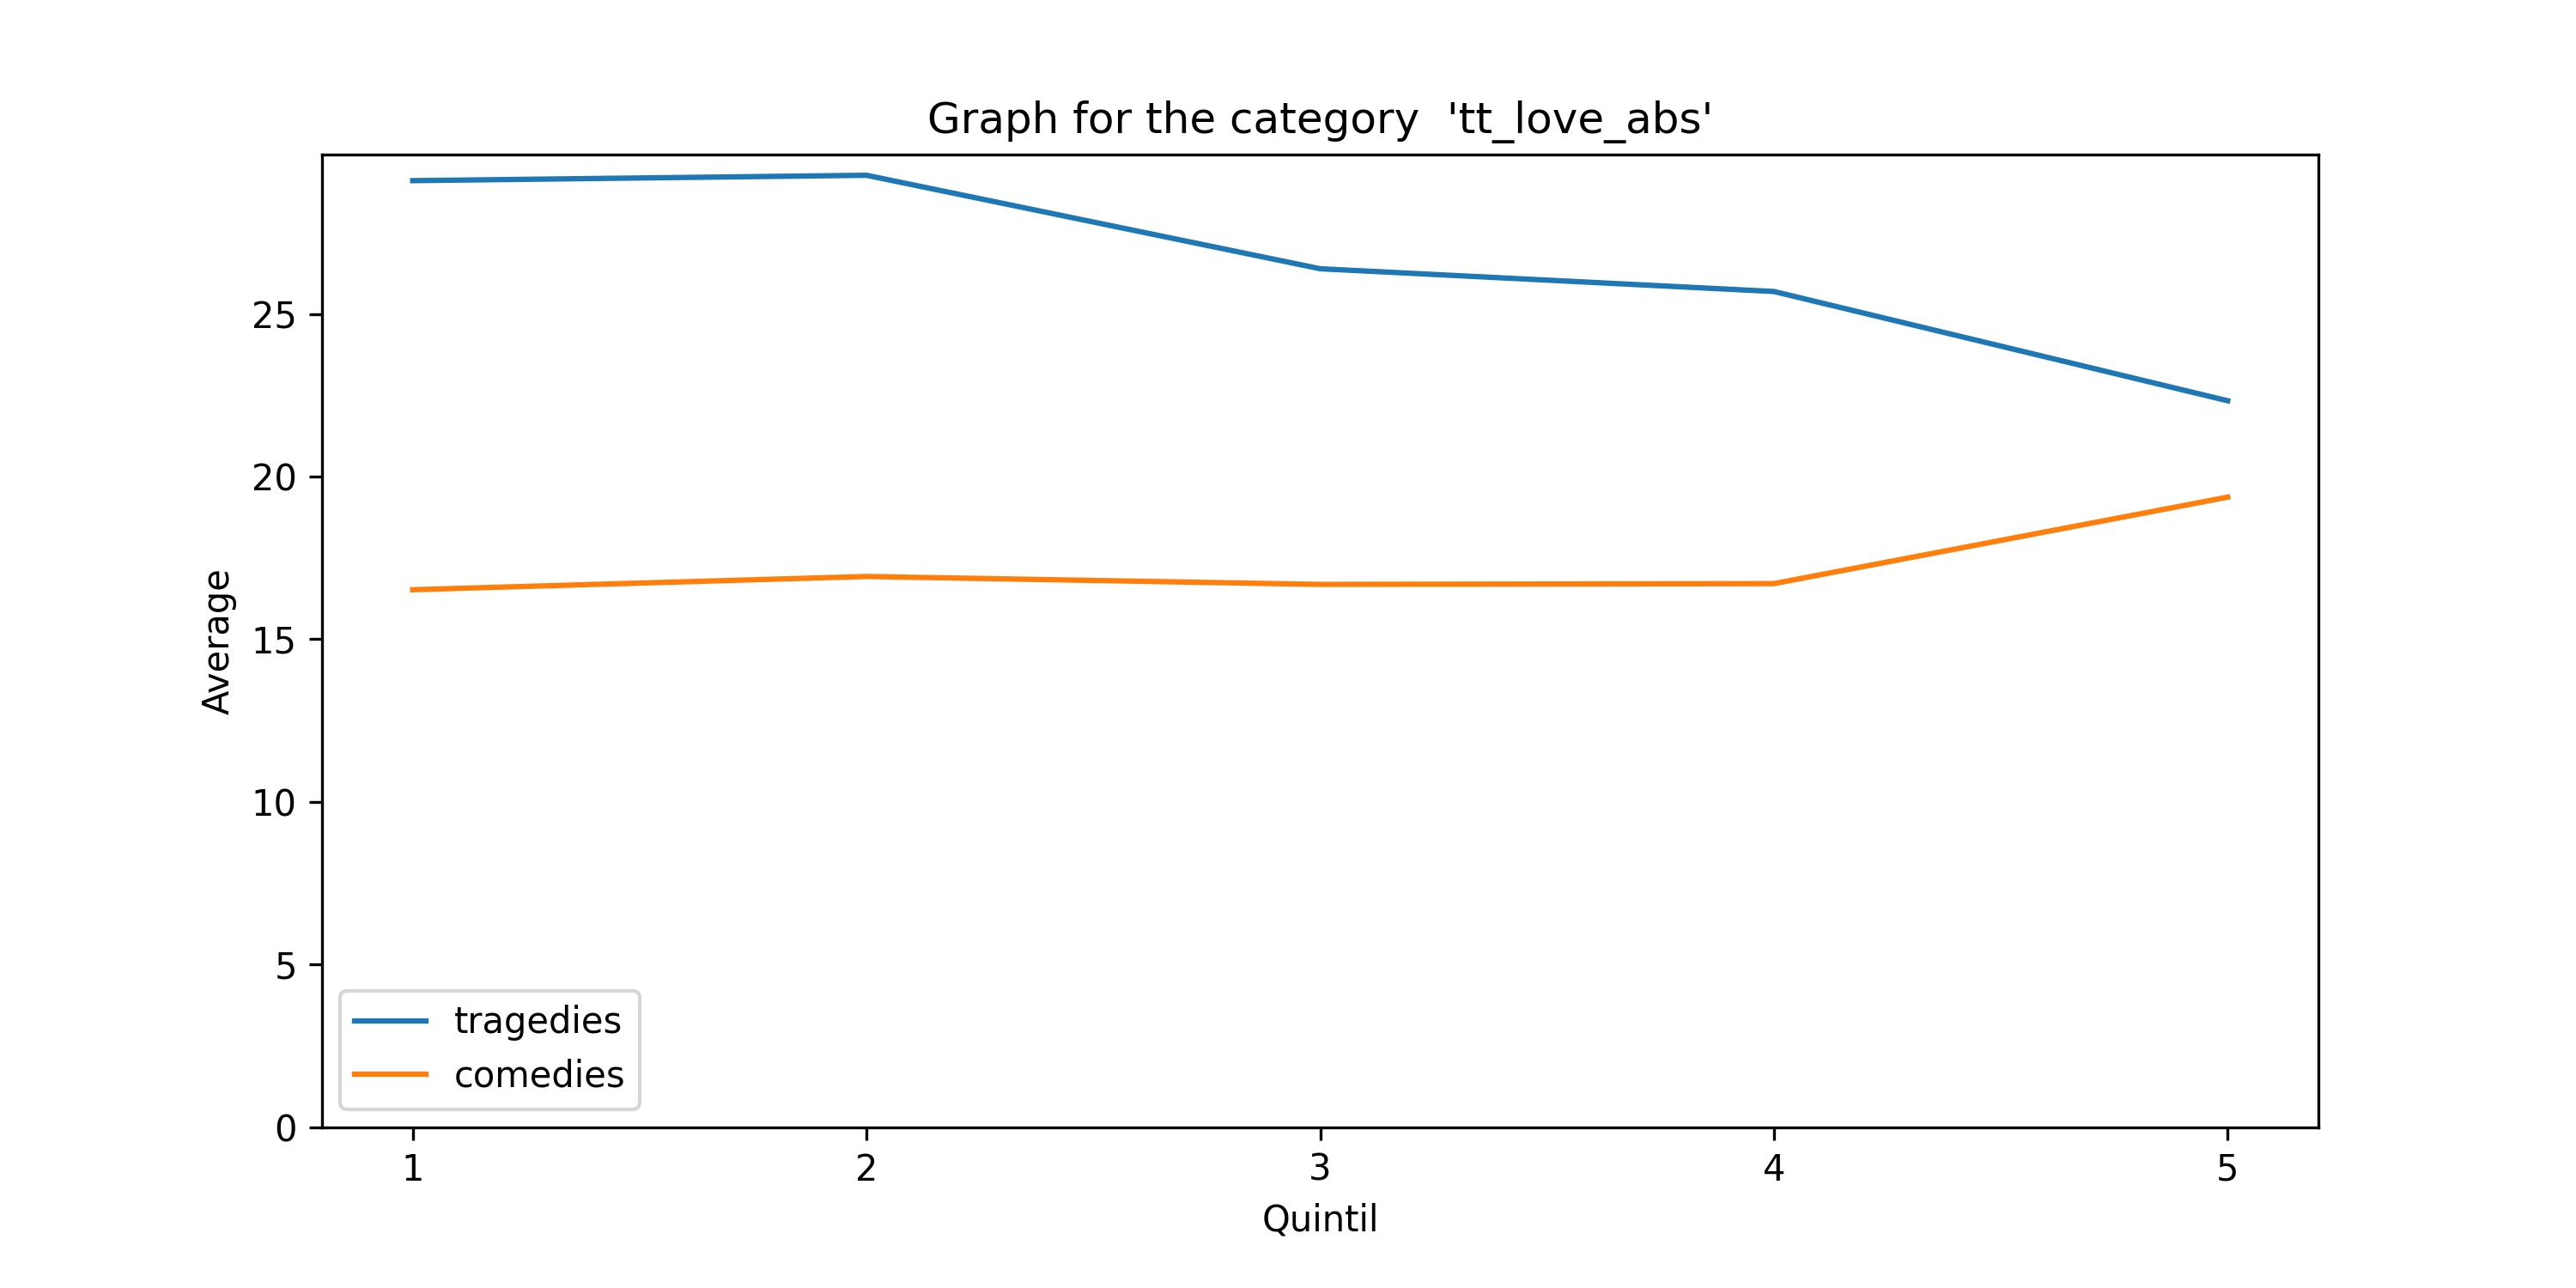 Graph for the category  'tt_love_abs'
Average
25
20
15
10
5
0
tragedies
comedies
1 2 3 4 5
Quintil